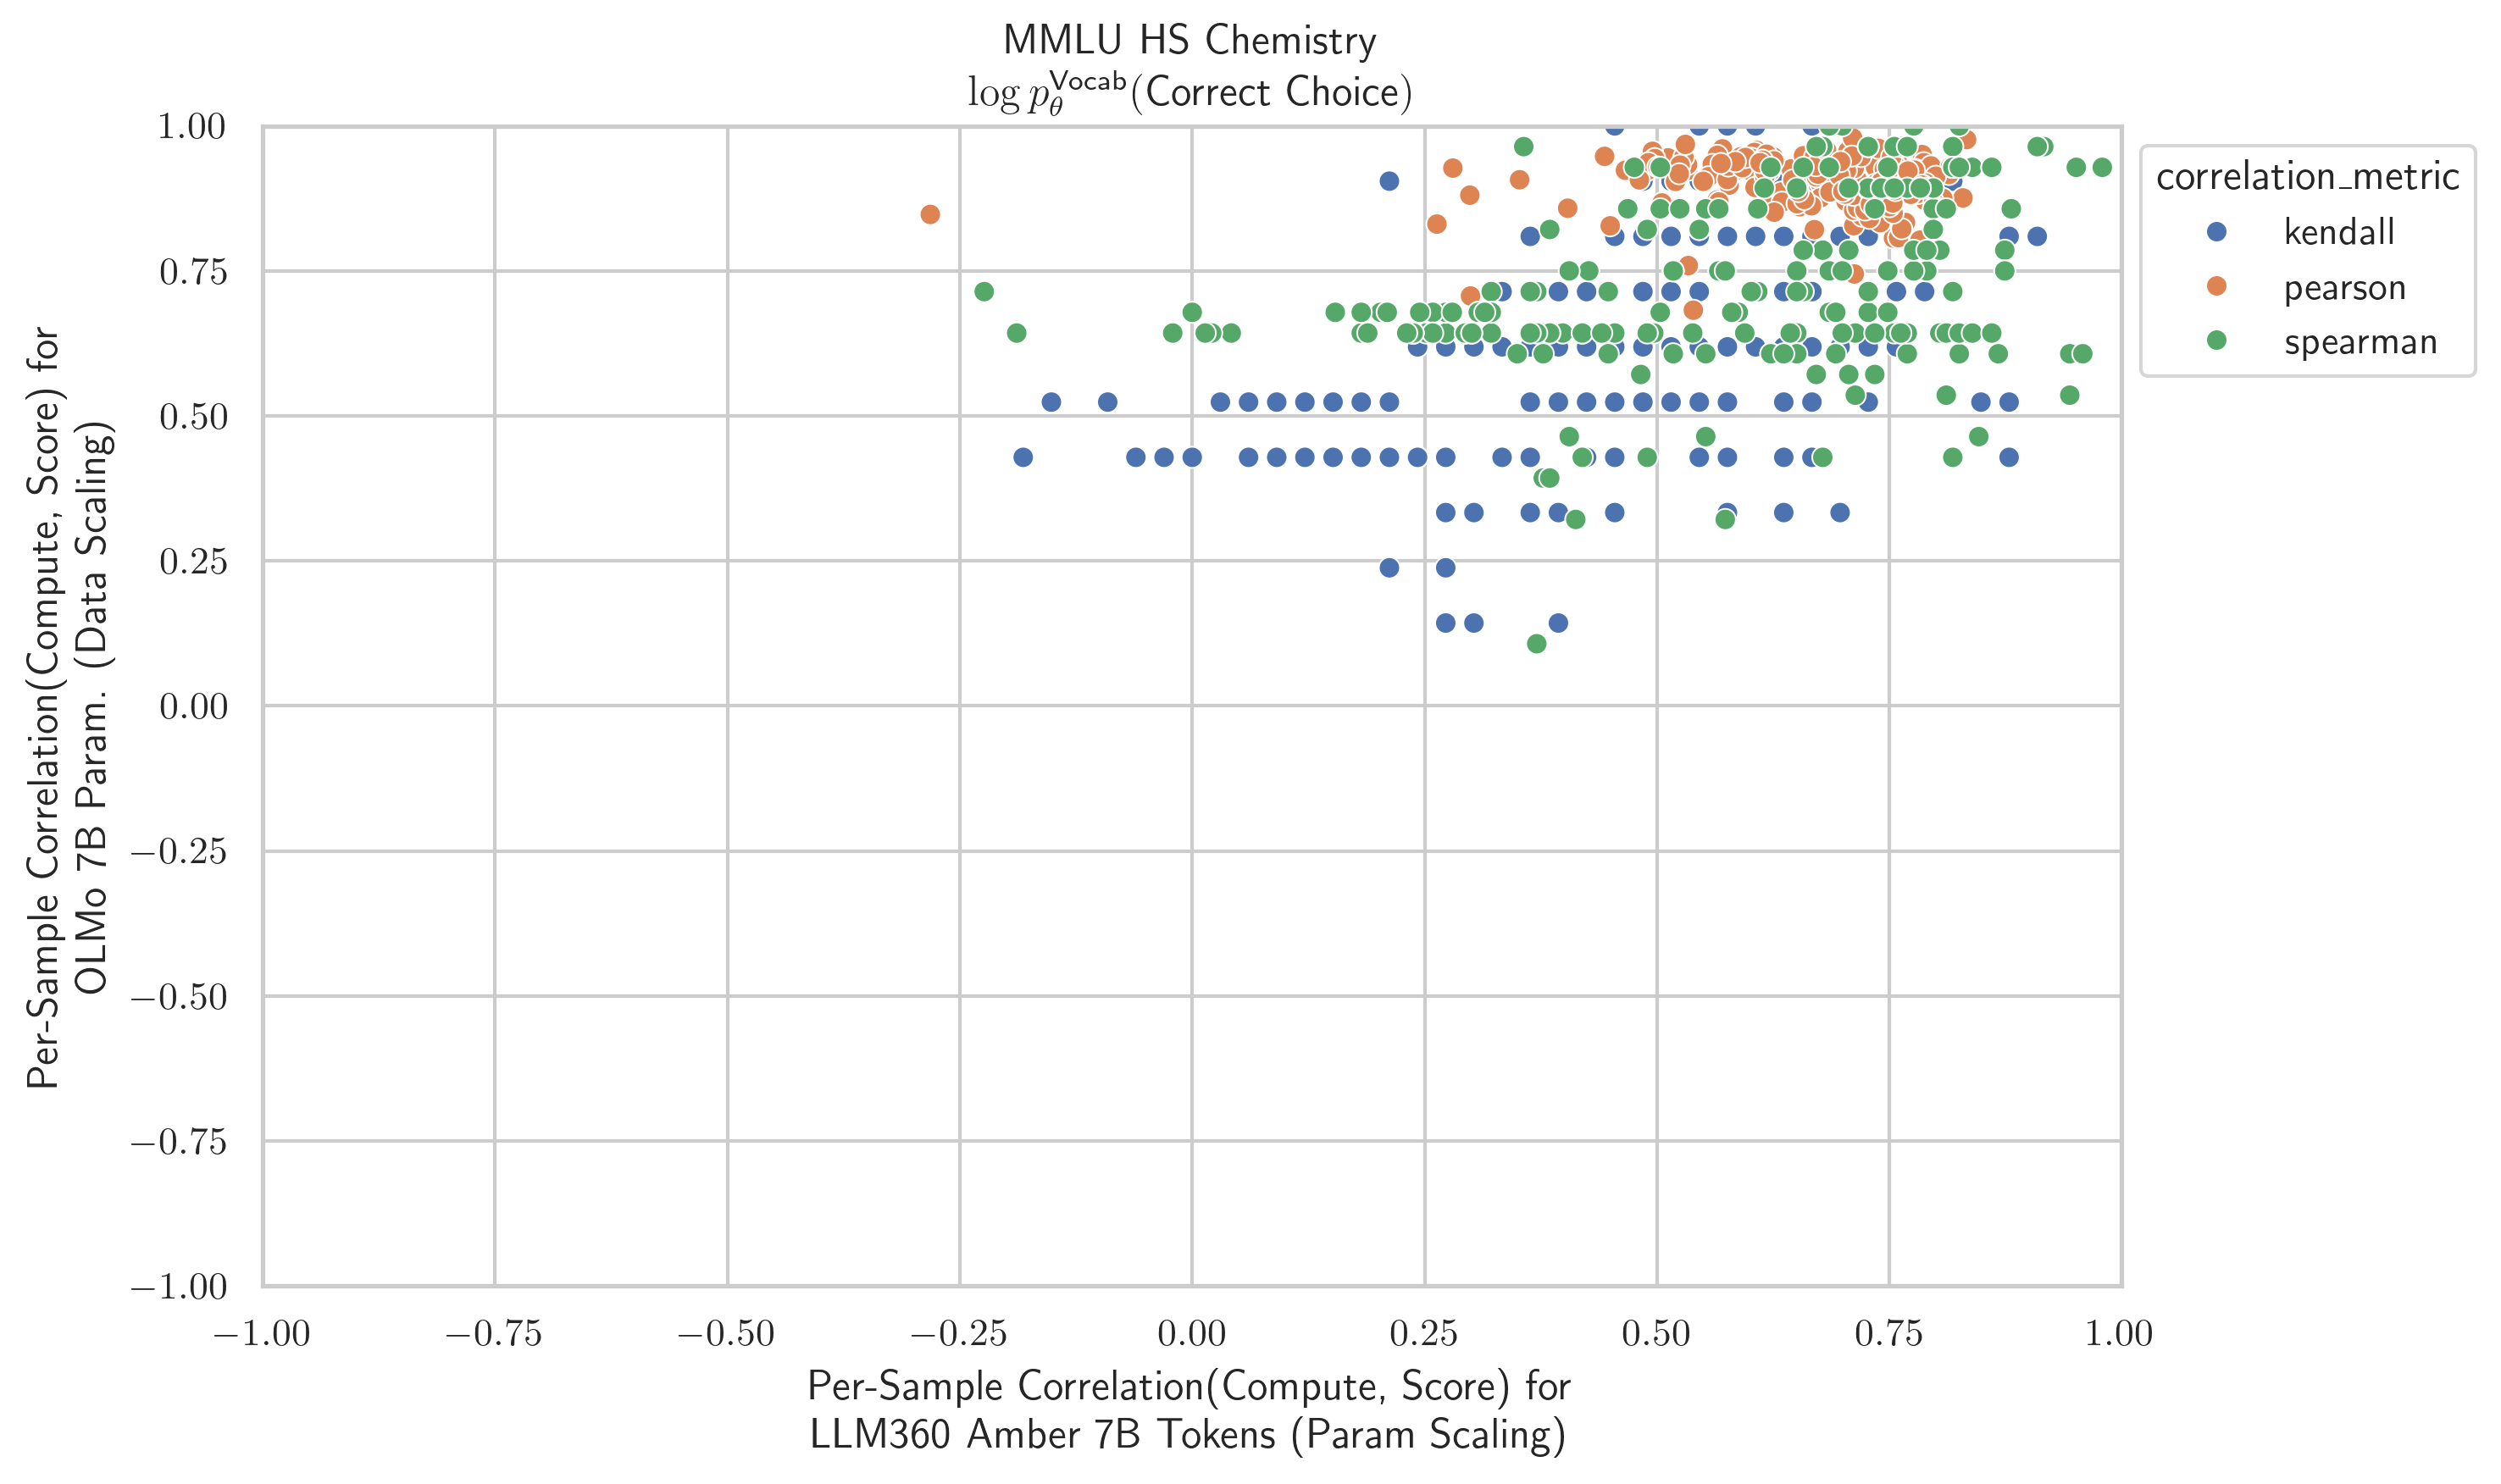 MMLU HS Chemistry
log p_θ^Vocab(Correct Choice)
Per-Sample Correlation(Compute, Score) for
OLMo 7B Param. (Data Scaling)
1.00
0.75
0.50
0.25
0.00
−0.25
−0.50
−0.75
−1.00
−1.00 −0.75 −0.50 −0.25 0.00 0.25 0.50 0.75 1.00
Per-Sample Correlation(Compute, Score) for
LLM360 Amber 7B Tokens (Param Scaling)
correlation_metric
kendall
pearson
spearman